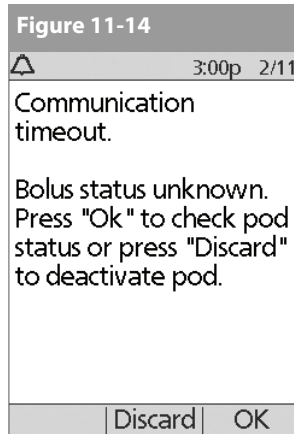 Figure 11-14
3:00p 2/11
Communication
timeout.
Bolus status unknown.
Press "Ok" to check pod
status or press "Discard"
to deactivate pod.
Discard OK